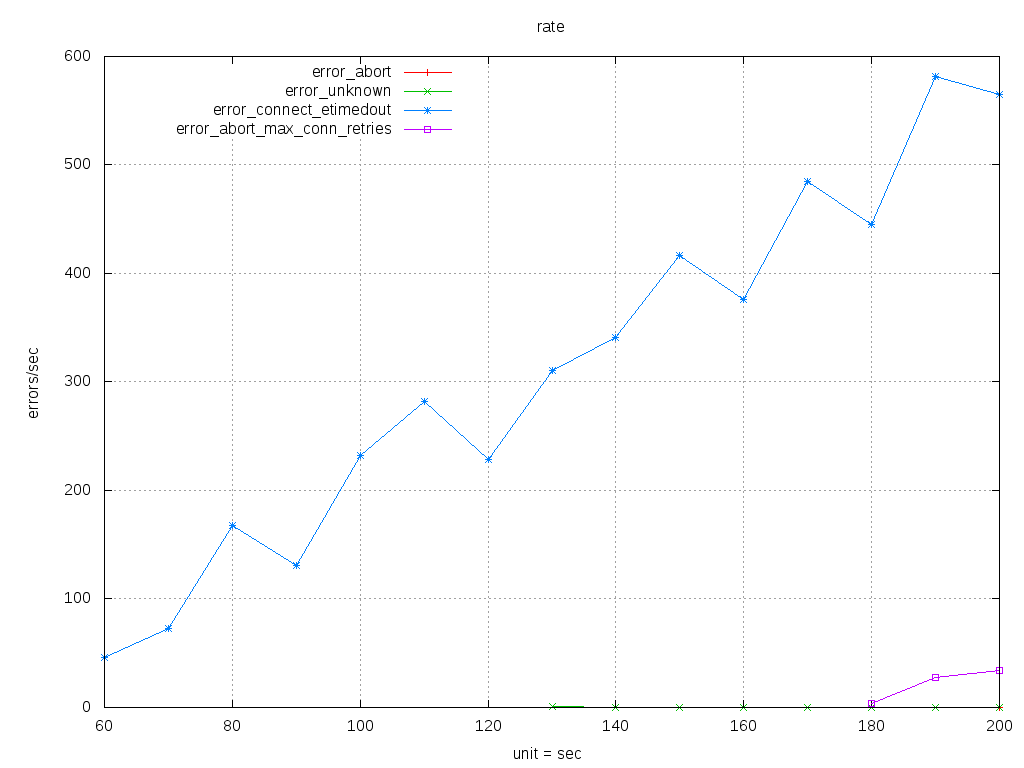 rate
600
500
400
300
200
100
0
errors/sec
error_abort
error_unknown
error_connect_etimedout
error_abort_max_conn_retries
60 80 100 120 140 160 180 200
unit = sec